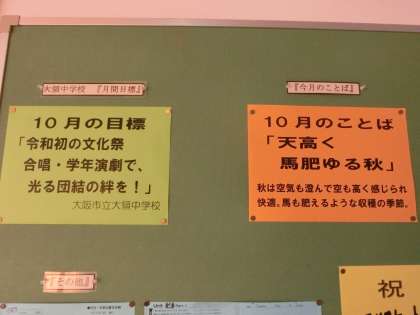 大領中学校 『月間目標』
『今月のことば』
10月の目標
「令和初の文化祭
合唱・学年演劇で、
光る団結の絆を！」
大阪市立大領中学校
10月のことば
「天高く
馬肥ゆる秋」
秋は空気も澄んで空も高く感じられ
快適。馬も肥えるような収穫の季節。
『その他』
祝
Unit